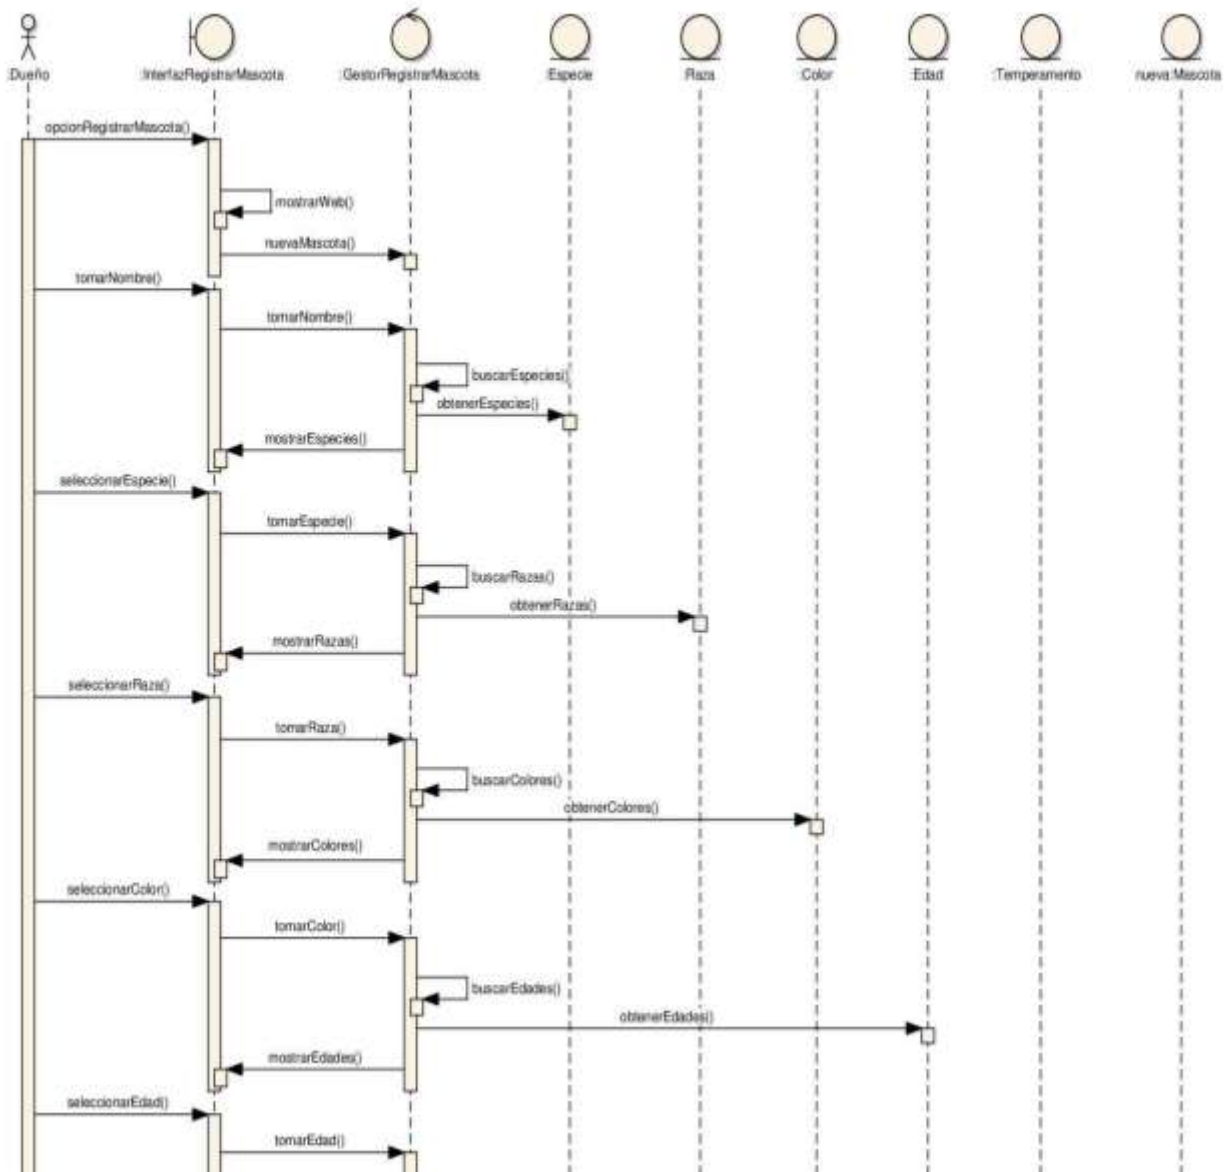 :Dueño
:InterfazRegistrarMascota
:GestorRegistrarMascota
:Especie
:Raza
:Color
:Edad
:Temperamento
nueva:Mascota
opcionRegistrarMascota()
mostrarWeb()
nuevaMascota()
tomarNombre()
tomarNombre()
buscarEspecies()
obtenerEspecies()
mostrarEspecies()
seleccionarEspecie()
tomarEspecie()
buscarRazas()
obtenerRazas()
mostrarRazas()
seleccionarRaza()
tomarRaza()
buscarColores()
obtenerColores()
mostrarColores()
seleccionarColor()
tomarColor()
buscarEdades()
obtenerEdades()
mostrarEdades()
seleccionarEdad()
tomarEdad()